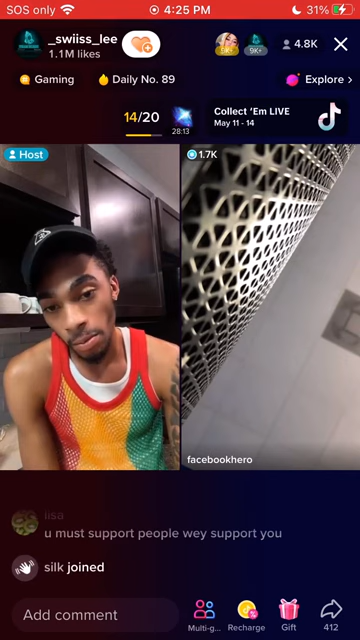 SOS only
4:25 PM
31%
_swiiss_lee
1.1M likes
9K+
4.8K
Gaming
Daily No. 89
Explore >
14/20
28:13
Collect 'Em LIVE
May 11 - 14
Host
1.7K
facebookhero
lisa
u must support people wey support you
silk joined
Add comment
Multi-g...
Recharge
Gift
412